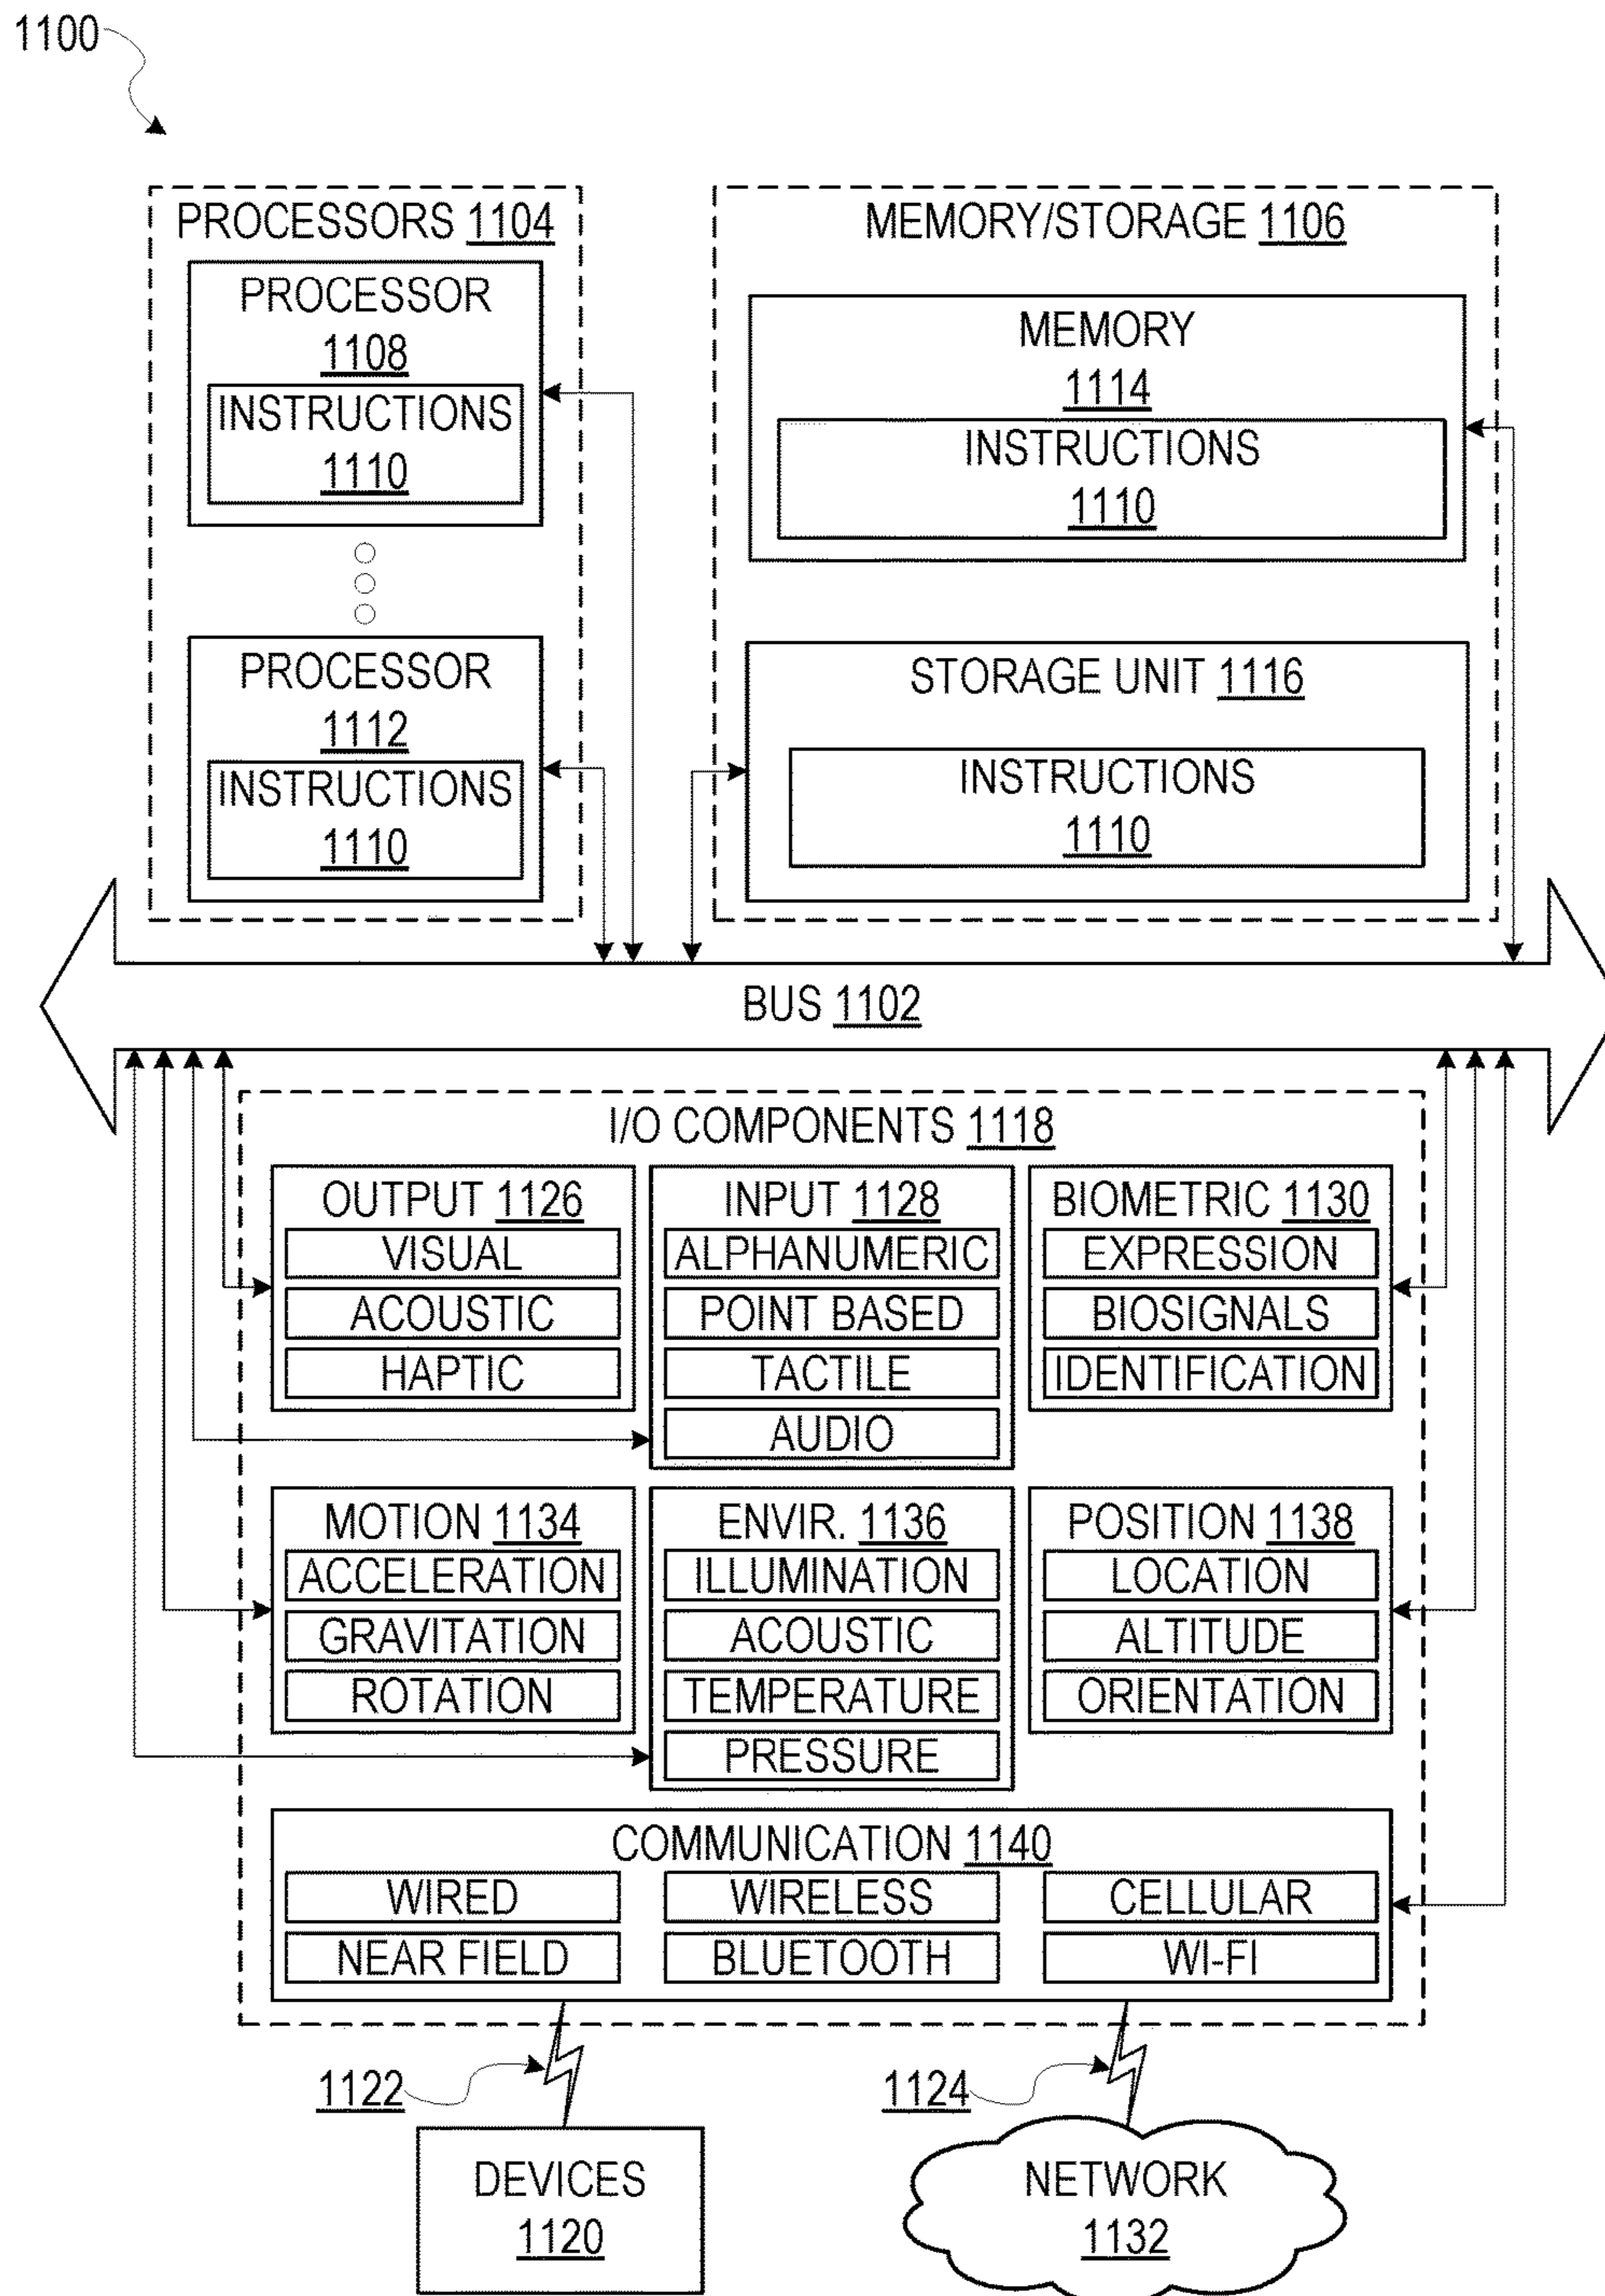 1100
PROCESSORS 1104
PROCESSOR
1108
INSTRUCTIONS
1110
PROCESSOR
1112
INSTRUCTIONS
1110
MEMORY/STORAGE 1106
MEMORY
1114
INSTRUCTIONS
1110
STORAGE UNIT 1116
INSTRUCTIONS
1110
BUS 1102
I/O COMPONENTS 1118
OUTPUT 1126
VISUAL
ACOUSTIC
HAPTIC
INPUT 1128
ALPHANUMERIC
POINT BASED
TACTILE
AUDIO
BIOMETRIC 1130
EXPRESSION
BIOSIGNALS
IDENTIFICATION
MOTION 1134
ACCELERATION
GRAVITATION
ROTATION
ENVIR. 1136
ILLUMINATION
ACOUSTIC
TEMPERATURE
PRESSURE
POSITION 1138
LOCATION
ALTITUDE
ORIENTATION
COMMUNICATION 1140
WIRED
WIRELESS
CELLULAR
NEAR FIELD
BLUETOOTH
WI-FI
1122
1124
DEVICES
1120
NETWORK
1132